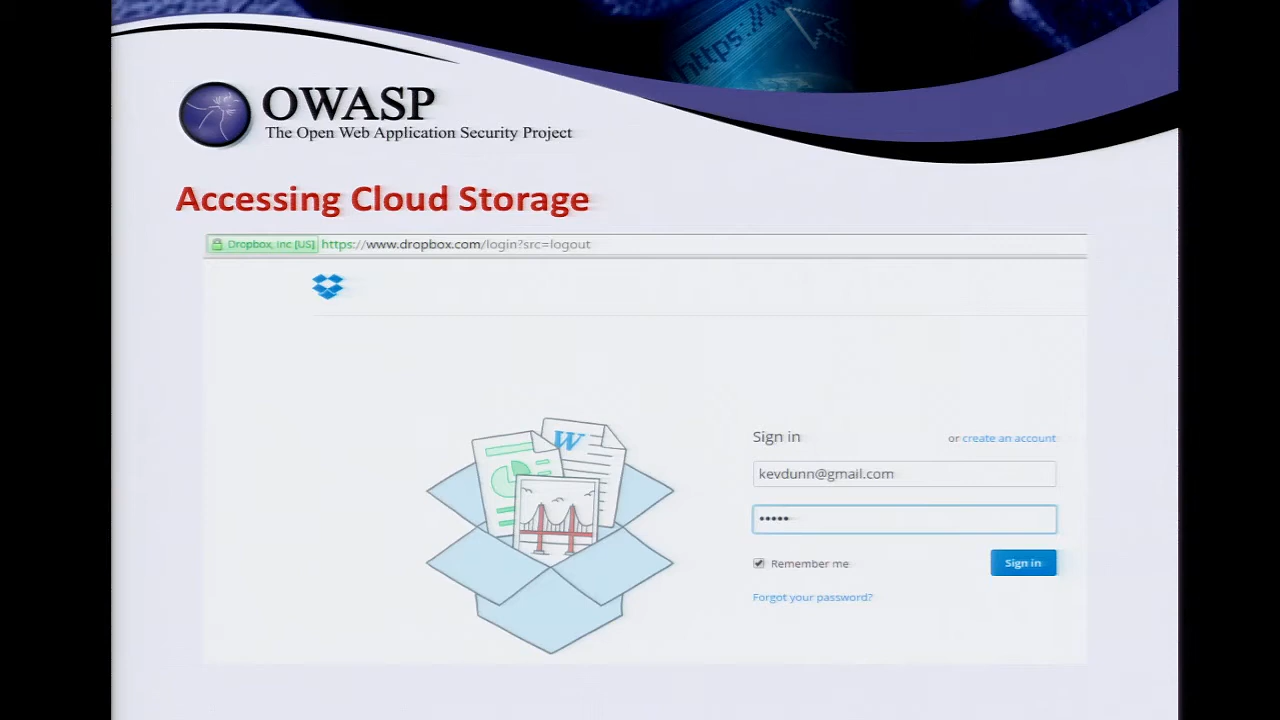 https://w
OWASP
The Open Web Application Security Project
Accessing Cloud Storage
Dropbox, Inc [US] https://www.dropbox.com/login?src=logout
W
Sign in or create an account
kevdunn@gmail.com
•••••
Remember me Sign in
Forgot your password?